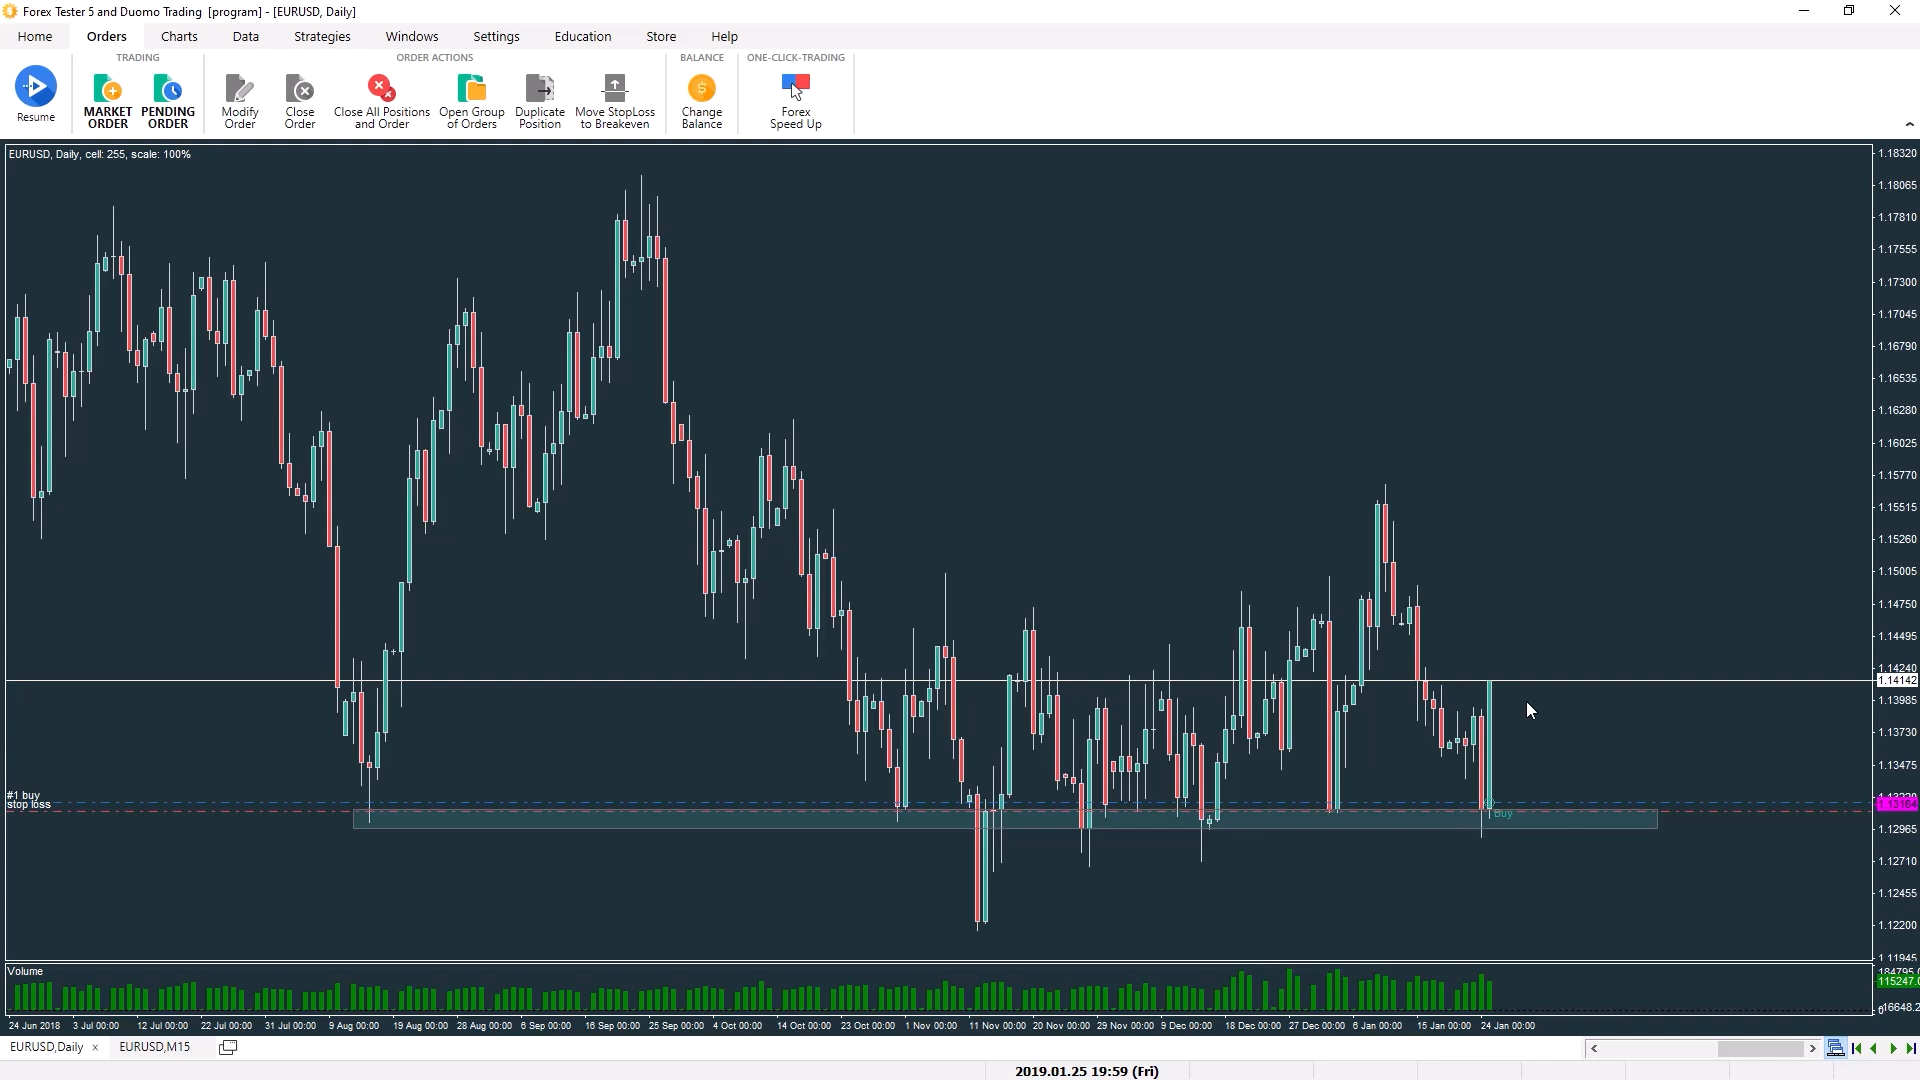 Forex Tester 5 and Duomo Trading [program] - [EURUSD, Daily]
Home Orders Charts Data Strategies Windows Settings Education Store Help
TRADING ORDER ACTIONS BALANCE ONE-CLICK-TRADING
Resume
MARKET ORDER
PENDING ORDER
Modify Order
Close Order
Close All Positions and Order
Open Group of Orders
Duplicate Position
Move StopLoss to Breakeven
Change Balance
Forex Speed Up
EURUSD, Daily, cell: 255, scale: 100%
1.18320
1.18065
1.17810
1.17555
1.17300
1.17045
1.16790
1.16535
1.16280
1.16025
1.15770
1.15515
1.15260
1.15005
1.14750
1.14495
1.14240
1.14142
1.13985
1.13730
1.13475
#1 buy
stop loss
1.13164
Buy
1.12965
1.12710
1.12455
1.12200
1.11945
Volume
184795.0
115247.0
24 Jun 2018 3 Jul 00:00 12 Jul 00:00 22 Jul 00:00 31 Jul 00:00 9 Aug 00:00 19 Aug 00:00 28 Aug 00:00 6 Sep 00:00 16 Sep 00:00 25 Sep 00:00 4 Oct 00:00 14 Oct 00:00 23 Oct 00:00 1 Nov 00:00 11 Nov 00:00 20 Nov 00:00 29 Nov 00:00 9 Dec 00:00 18 Dec 00:00 27 Dec 00:00 6 Jan 00:00 15 Jan 00:00 24 Jan 00:00
EURUSD,Daily × EURUSD,M15
2019.01.25 19:59 (Fri)